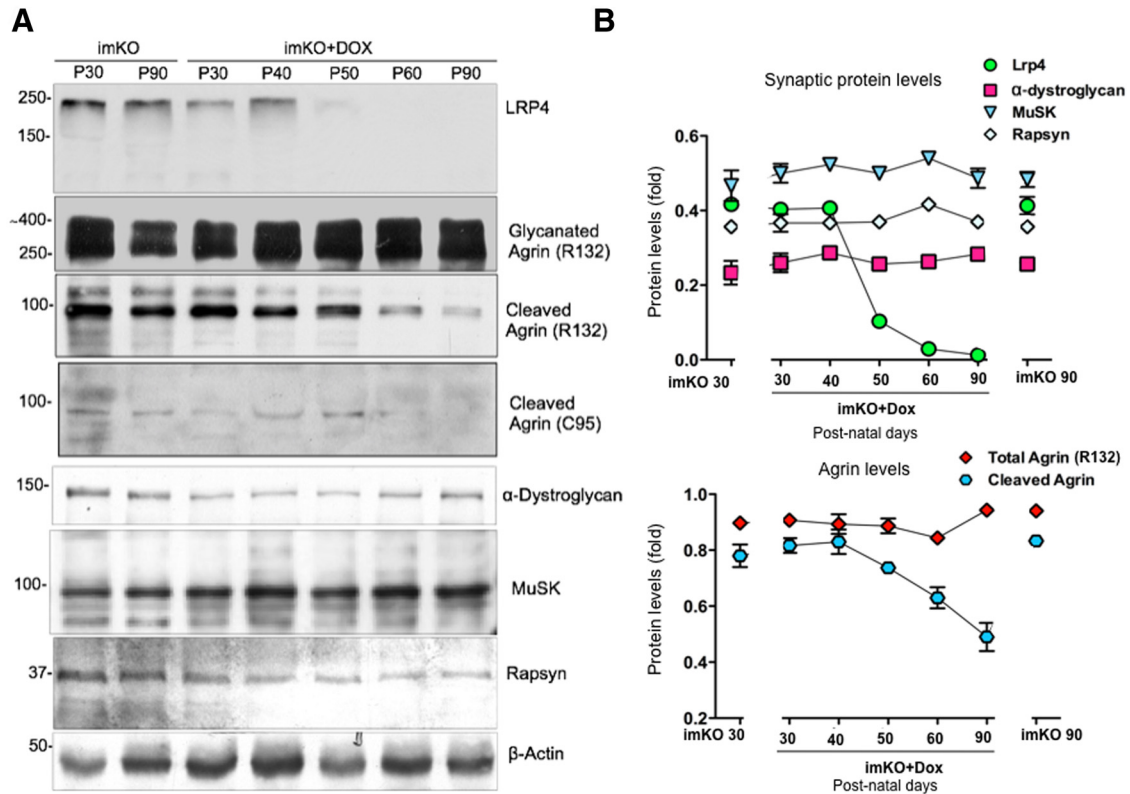 A
imKO
imKO+DOX
P30 P90 P30 P40 P50 P60 P90
250-
150-
LRP4
~400-
250-
Glycanated
Agrin (R132)
100-
Cleaved
Agrin (R132)
100-
Cleaved
Agrin (C95)
150-
α-Dystroglycan
100-
MuSK
37-
Rapsyn
50-
β-Actin
B
Synaptic protein levels
Lrp4
α-dystroglycan
MuSK
Rapsyn
Protein levels (fold)
0.6
0.4
0.2
0.0
imKO 30
30 40 50 60 90
imKO 90
imKO+Dox
Post-natal days
Agrin levels
Total Agrin (R132)
Cleaved Agrin
Protein levels (fold)
1.0
0.8
0.6
0.4
0.2
imKO 30
30 40 50 60 90
imKO 90
imKO+Dox
Post-natal days